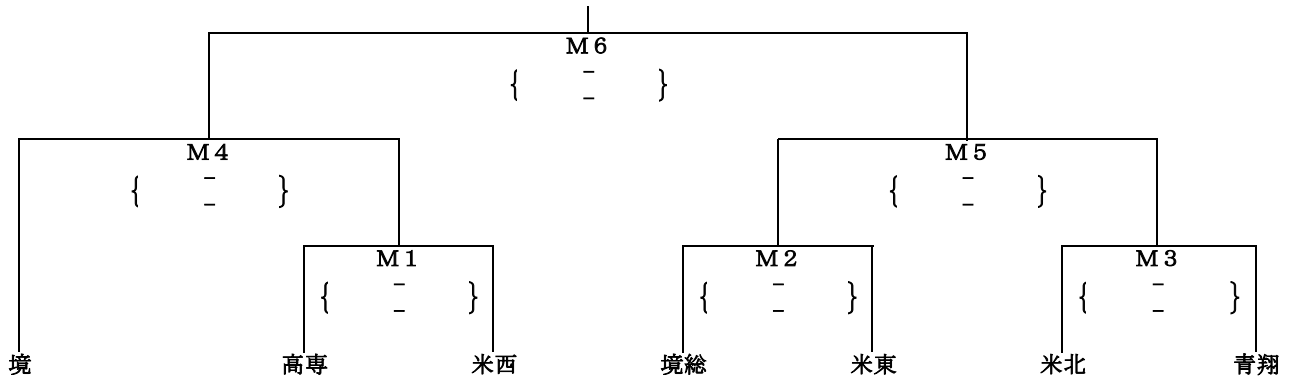 M6
{ - }
-
M4 M5
{ - } { - }
- -
M1 M2 M3
{ - } { - } { - }
- - -
境 高専 米西 境総 米東 米北 青翔